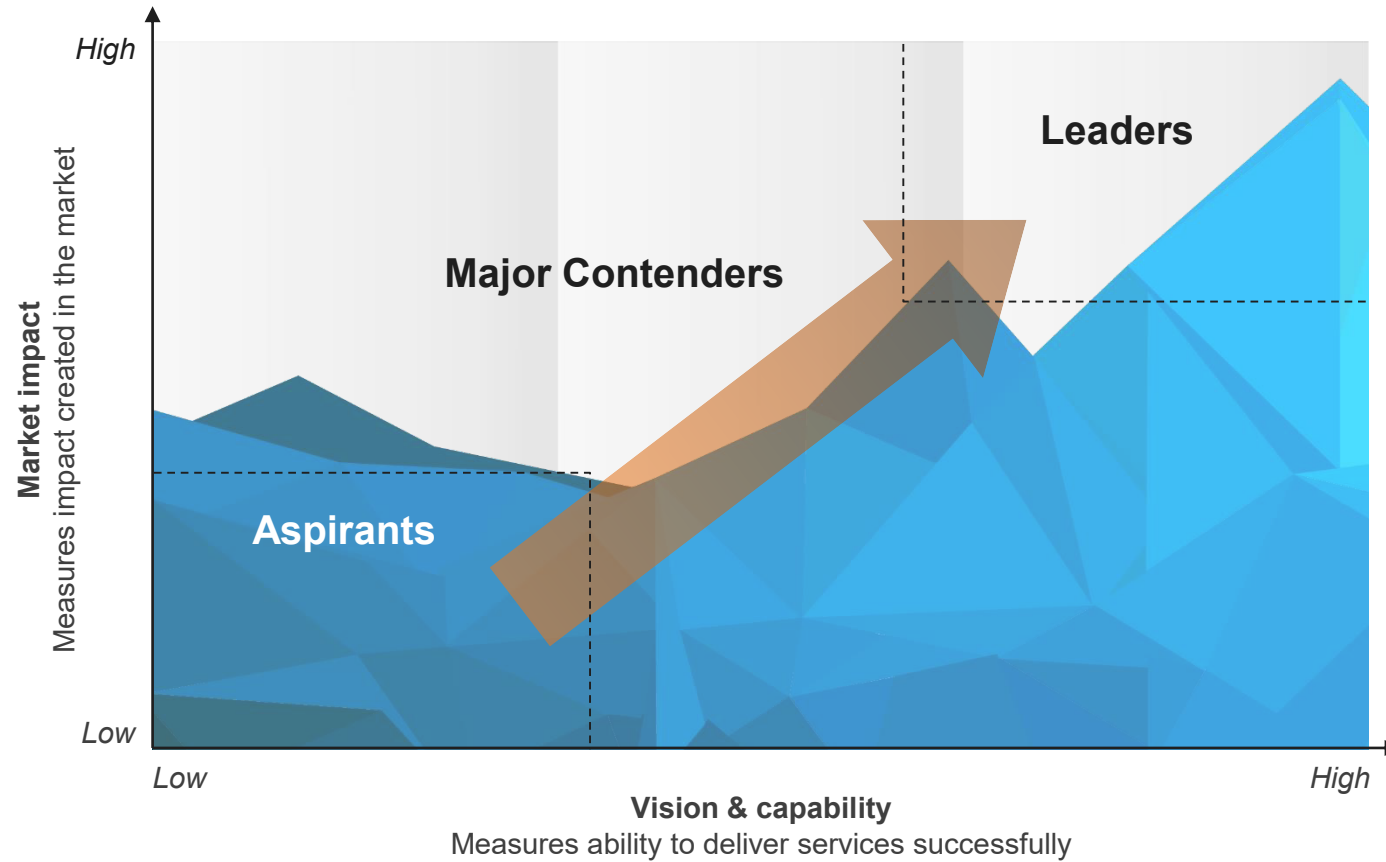 High
Leaders
Major Contenders
Market impact
Measures impact created in the market
Aspirants
Low
Low
High
Vision & capability
Measures ability to deliver services successfully